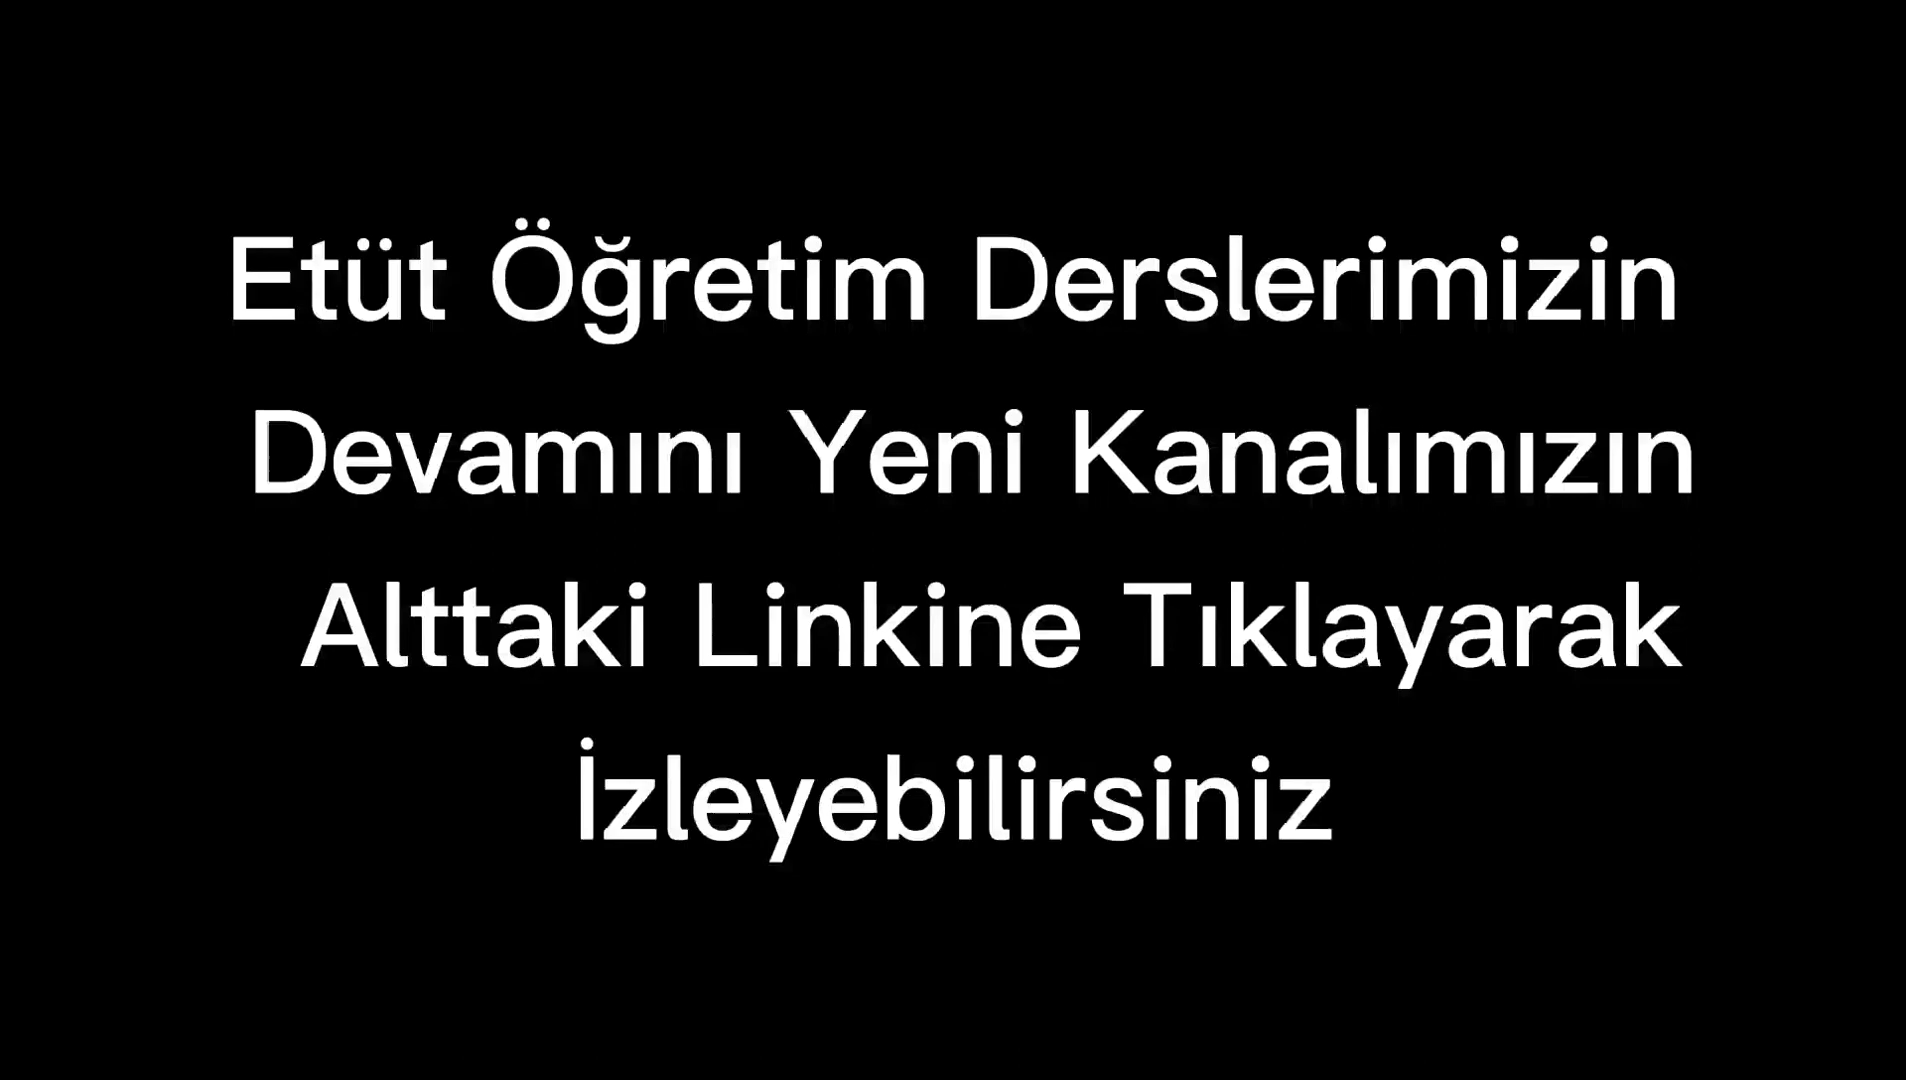 Etüt Öğretim Derslerimizin
Devamını Yeni Kanalımızın
Alttaki Linkine Tıklayarak
İzleyebilirsiniz